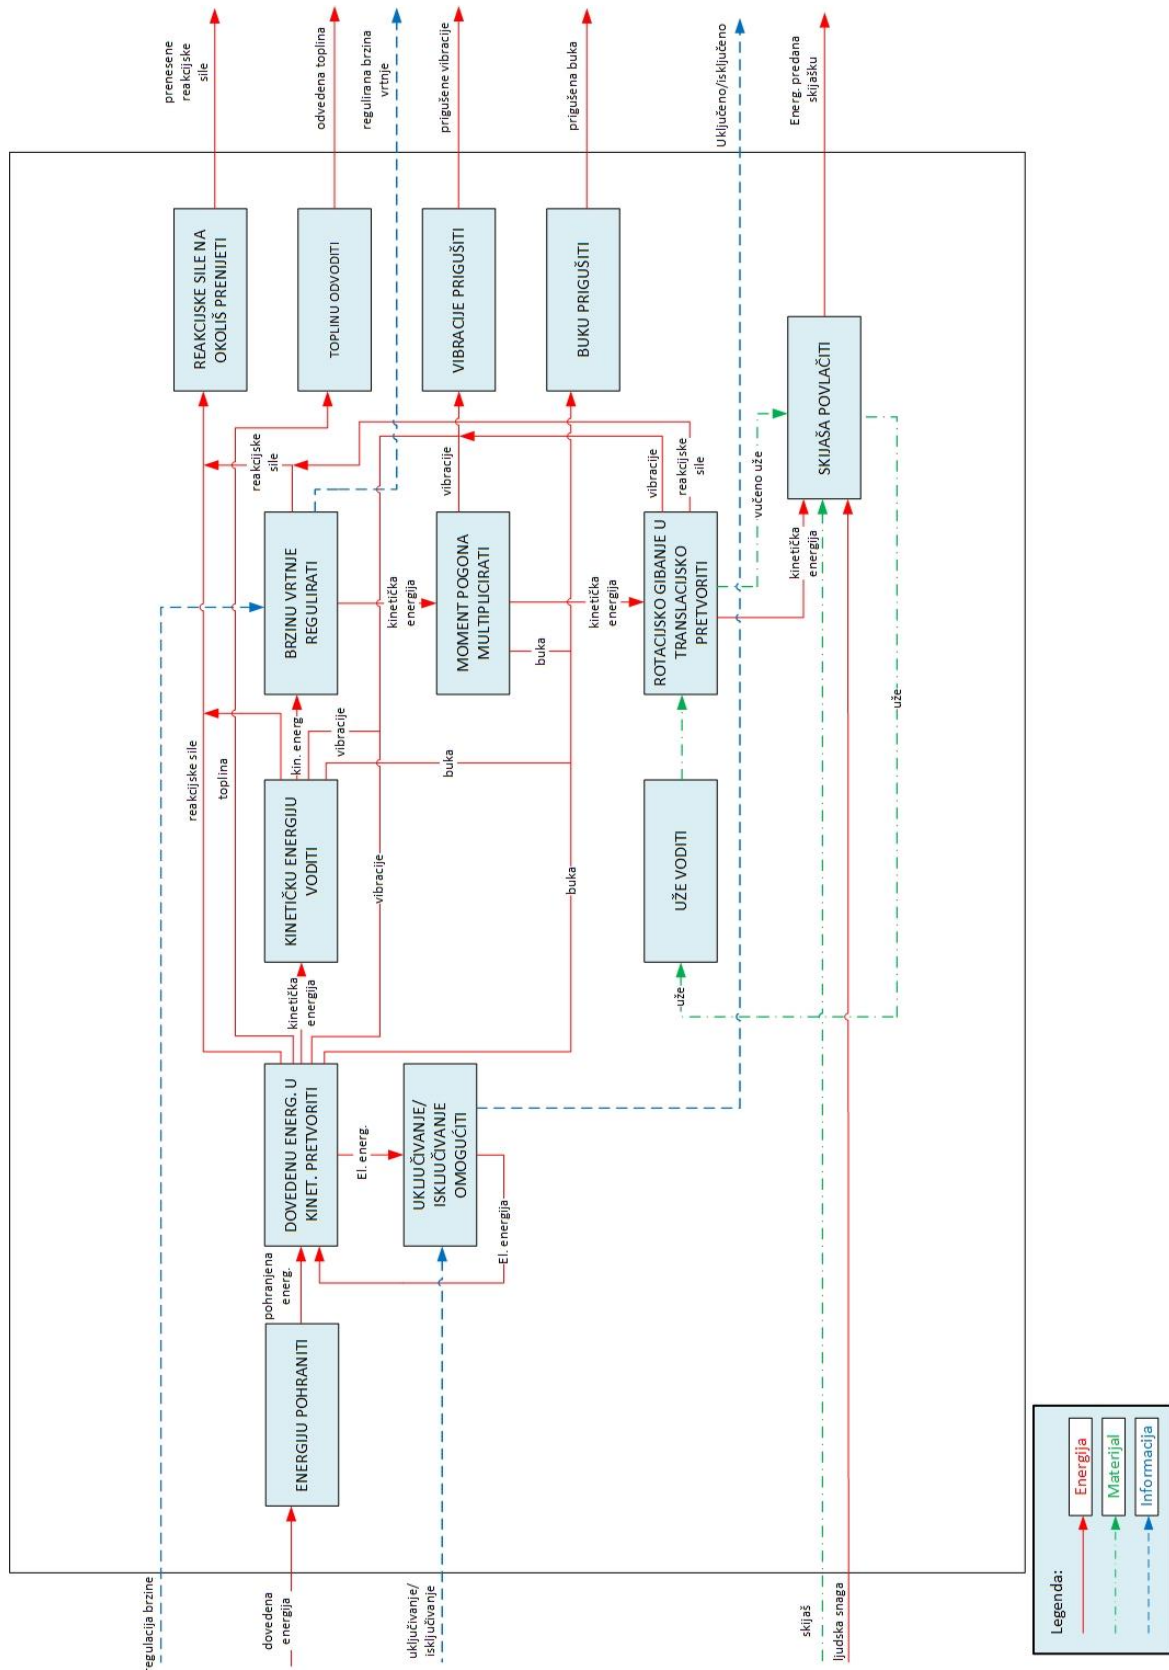 regulacija brzine
dovedena
energija
uključivanje/
isključivanje
skijaš
ljudska snaga
ENERGIJU POHRANITI
pohranjena
energ.
DOVEDENU ENERG. U
KINET. PRETVORITI
El. energ.
UKLJUČIVANJE/
ISKLJUČIVANJE
OMOGUĆITI
El. energija
kinetička
energija
reakcijske sile
toplina
KINETIČKU ENERGIJU
VODITI
kin. energ
vibracije
buka
vibracije
buka
uže
UŽE VODITI
BRZINU VRTNJE
REGULIRATI
reakcijske
sile
kinetička
energija
MOMENT POGONA
MULTIPLICIRATI
vibracije
buka
kinetička
energija
ROTACIJSKO GIBANJE U
TRANSLACIJSKO
PRETVORITI
vibracije
reakcijske
sile
vučeno uže
kinetička
energija
uže
REAKCIJSKE SILE NA
OKOLIŠ PRENIJETI
TOPLINU ODVODITI
VIBRACIJE PRIGUŠITI
BUKU PRIGUŠITI
SKIJAŠA POVLAČITI
prenesene
reakcijske
sile
odvedena toplina
regulirana brzina
vrtnje
prigušene vibracije
prigušena buka
Uključeno/isključeno
Energ. predana
skijašku
Legenda:
Energija
Materijal
Informacija